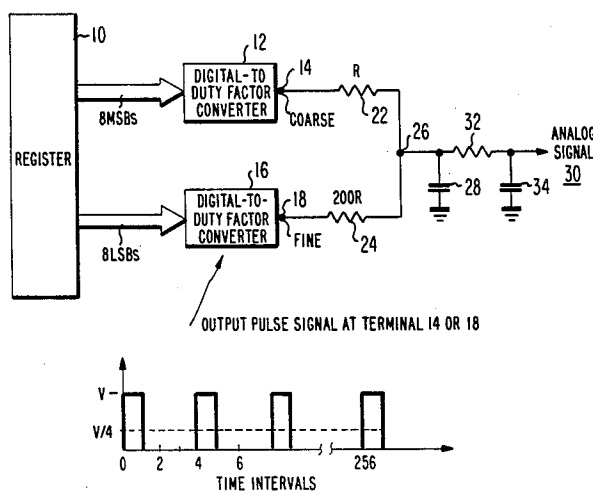 10
REGISTER
8MSBs
12
DIGITAL-TO
DUTY FACTOR
CONVERTER
14
COARSE
R
22
26
32
ANALOG
SIGNAL
30
28
34
8LSBs
16
DIGITAL-TO-
DUTY FACTOR
CONVERTER
18
FINE
200R
24
OUTPUT PULSE SIGNAL AT TERMINAL 14 OR 18
V
V/4
0 2 4 6 256
TIME INTERVALS